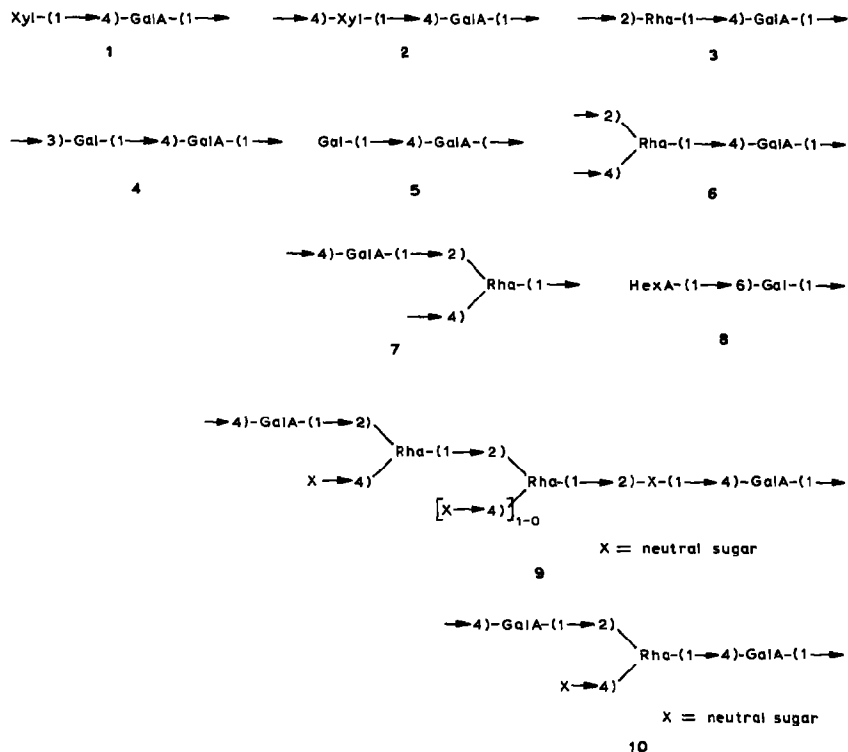 Xyl-(1⟶4)-GalA-(1⟶ ⟶4)-Xyl-(1⟶4)-GalA-(1⟶ ⟶2)-Rha-(1⟶4)-GalA-(1⟶
1 2 3
⟶3)-Gal-(1⟶4)-GalA-(1⟶ Gal-(1⟶4)-GalA-(⟶ ⟶2)
Rha-(1⟶4)-GalA-(1⟶
⟶4)
4 5 6
⟶4)-GalA-(1⟶2)
Rha-(1⟶ HexA-(1⟶6)-Gal-(1⟶
⟶4)
7 8
⟶4)-GalA-(1⟶2)
Rha-(1⟶2)
X⟶4) Rha-(1⟶2)-X-(1⟶4)-GalA-(1⟶
[X⟶4)]1-0
X = neutral sugar
9
⟶4)-GalA-(1⟶2)
Rha-(1⟶4)-GalA-(1⟶
X⟶4)
X = neutral sugar
10